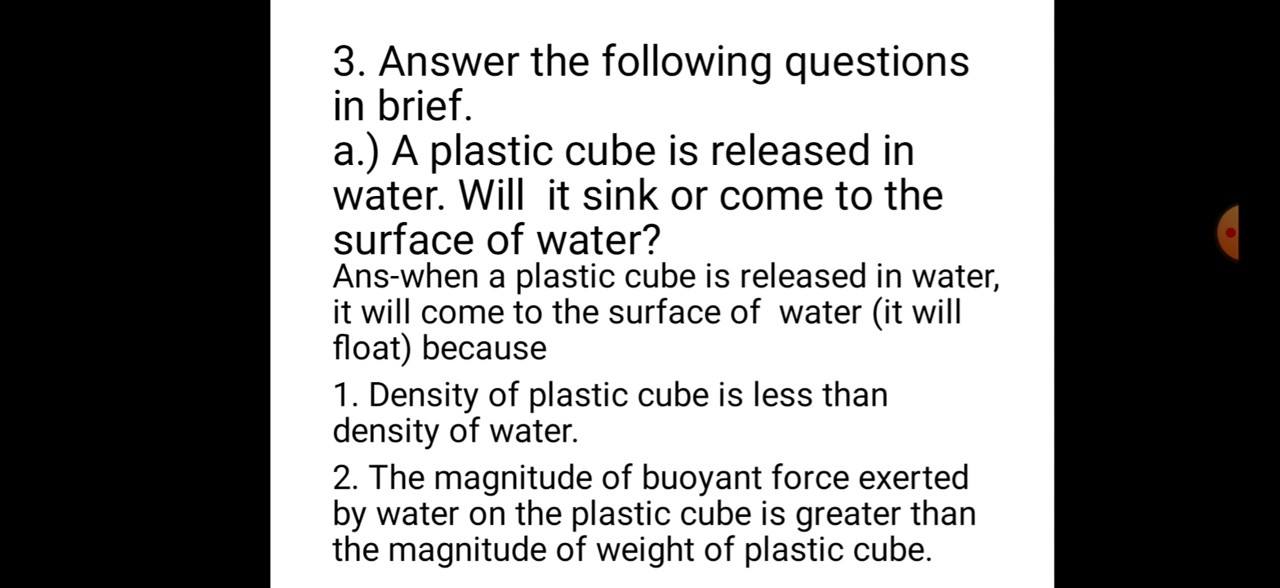 3. Answer the following questions
in brief.
a.) A plastic cube is released in
water. Will  it sink or come to the
surface of water?
Ans-when a plastic cube is released in water,
it will come to the surface of  water (it will
float) because
1. Density of plastic cube is less than
density of water.
2. The magnitude of buoyant force exerted
by water on the plastic cube is greater than
the magnitude of weight of plastic cube.